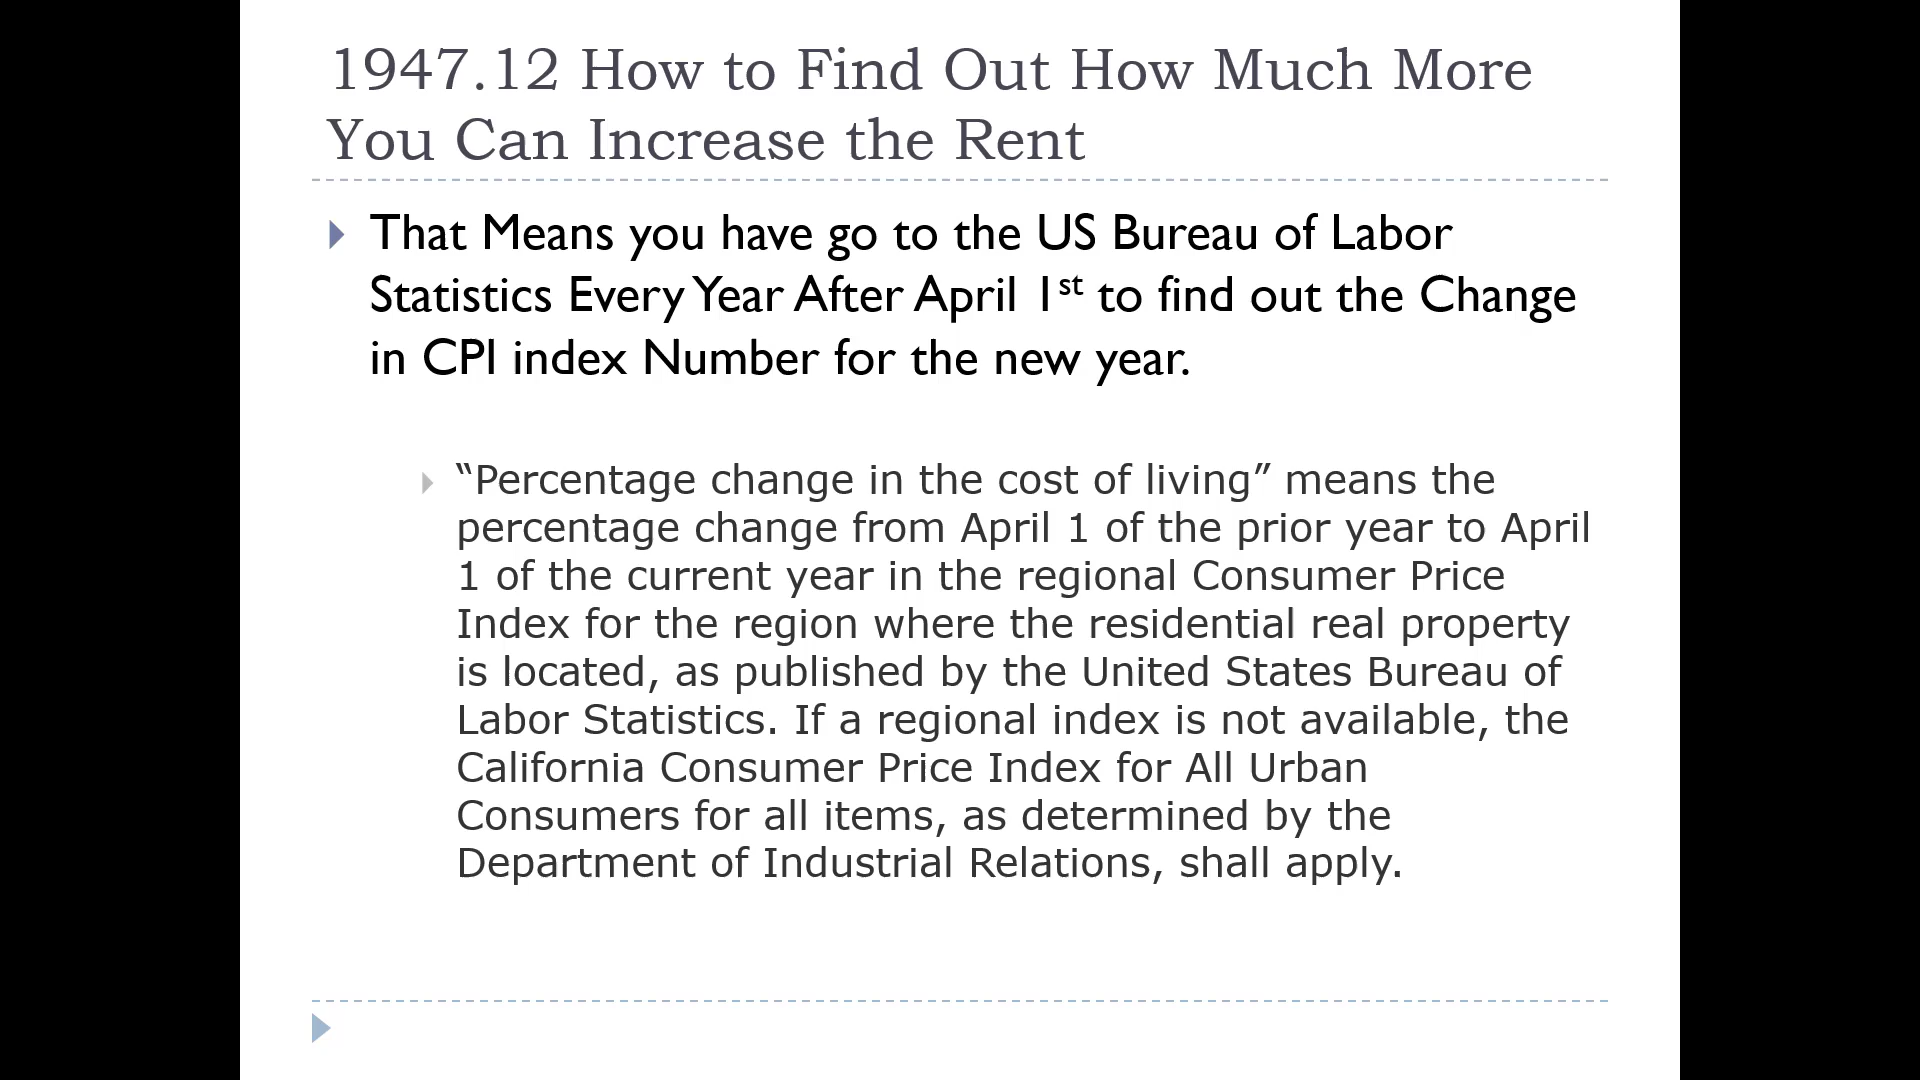 1947.12 How to Find Out How Much More
You Can Increase the Rent
That Means you have go to the US Bureau of Labor
Statistics Every Year After April 1st to find out the Change
in CPI index Number for the new year.
“Percentage change in the cost of living” means the
percentage change from April 1 of the prior year to April
1 of the current year in the regional Consumer Price
Index for the region where the residential real property
is located, as published by the United States Bureau of
Labor Statistics. If a regional index is not available, the
California Consumer Price Index for All Urban
Consumers for all items, as determined by the
Department of Industrial Relations, shall apply.